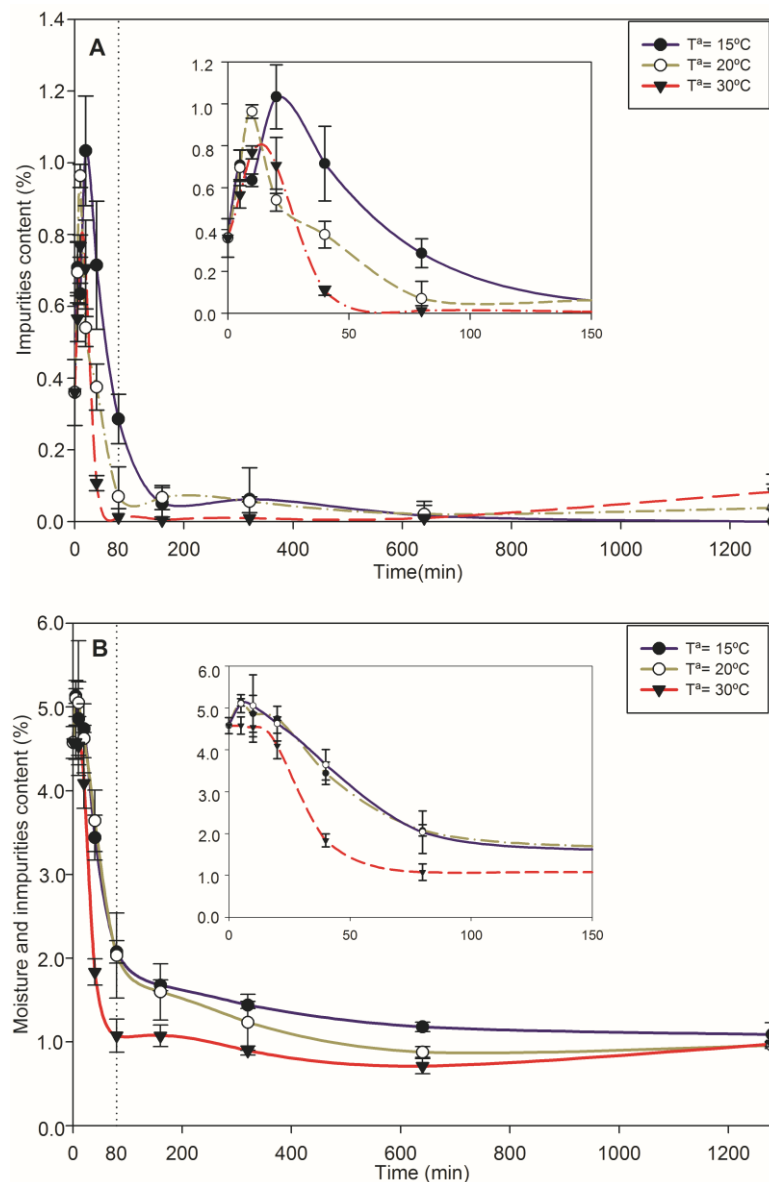 A
Impurities content (%)
1.4
1.2
1.0
0.8
0.6
0.4
0.2
0.0
0 80 200 400 600 800 1000 1200
Time(min)
Tª= 15ºC
Tª= 20ºC
Tª= 30ºC
1.2
1.0
0.8
0.6
0.4
0.2
0.0
0 50 100 150
B
Moisture and inmpurities content (%)
6.0
5.0
4.0
3.0
2.0
1.0
0.0
0 80 200 400 600 800 1000 1200
Time (min)
Tª= 15ºC
Tª= 20ºC
Tª= 30ºC
6.0
5.0
4.0
3.0
2.0
1.0
0.0
0 50 100 150